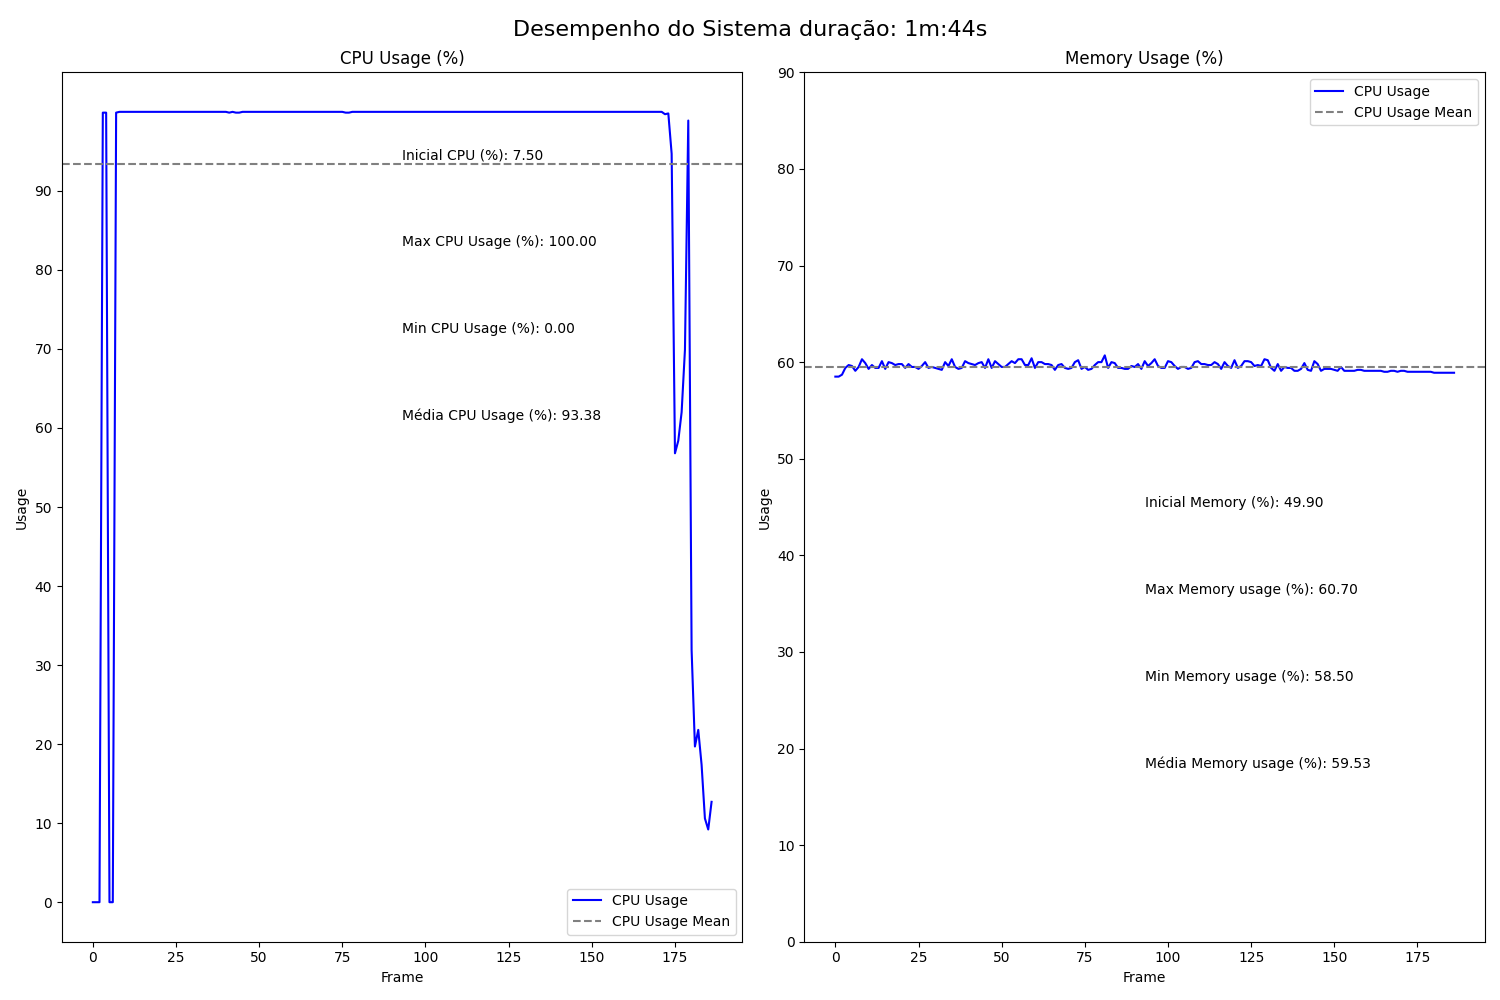 Desempenho do Sistema duração: 1m:44s
CPU Usage (%)
Usage
90
80
70
60
50
40
30
20
10
0
Inicial CPU (%): 7.50
Max CPU Usage (%): 100.00
Min CPU Usage (%): 0.00
Média CPU Usage (%): 93.38
CPU Usage
CPU Usage Mean
0 25 50 75 100 125 150 175
Frame
Memory Usage (%)
Usage
90
80
70
60
50
40
30
20
10
0
CPU Usage
CPU Usage Mean
Inicial Memory (%): 49.90
Max Memory usage (%): 60.70
Min Memory usage (%): 58.50
Média Memory usage (%): 59.53
0 25 50 75 100 125 150 175
Frame